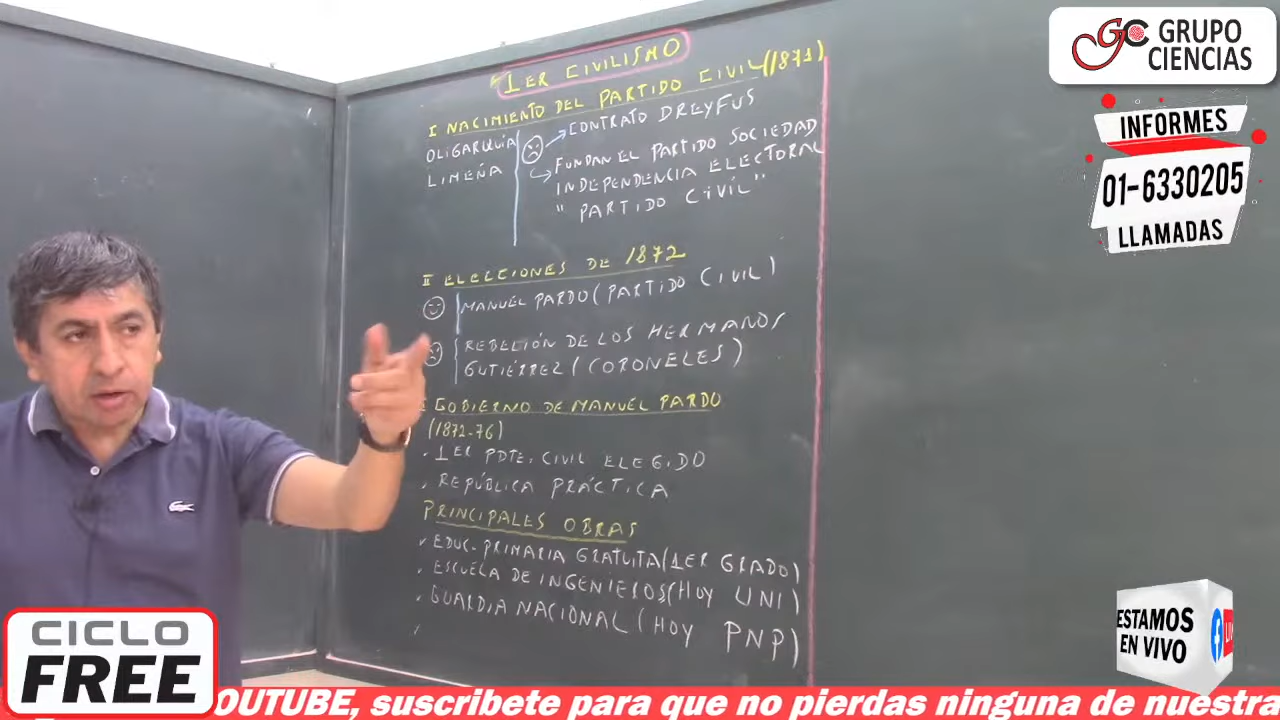 1ER CIVILISMO
I NACIMIENTO DEL PARTIDO CIVIL (1871)
OLIGARQUÍA
LIMEÑA
CONTRATO DREYFUS
FUNDAN EL PARTIDO SOCIEDAD
INDEPENDENCIA ELECTORAL
" PARTIDO CIVIL "
II ELECCIONES DE 1872
MANUEL PARDO (PARTIDO CIVIL)
REBELIÓN DE LOS HERMANOS
GUTIÉRREZ (CORONELES)
GOBIERNO DE MANUEL PARDO
(1872-76)
. 1ER PDTE. CIVIL ELEGIDO
. REPÚBLICA PRÁCTICA
PRINCIPALES OBRAS
EDUC. PRIMARIA GRATUITA (1ER GRADO)
. ESCUELA DE INGENIEROS (HOY UNI)
. GUARDIA NACIONAL (HOY PNP)
GC GRUPO
CIENCIAS
INFORMES
01-6330205
LLAMADAS
ESTAMOS
EN VIVO
CICLO
FREE
OUTUBE, suscribete para que no pierdas ninguna de nuestra